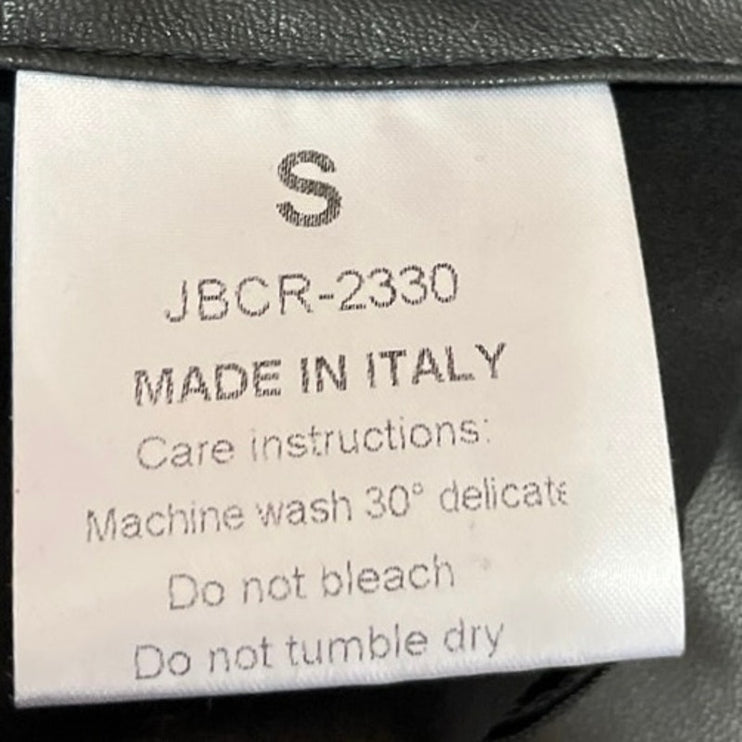 S
JBCR-2330
MADE IN ITALY
Care instructions:
Machine wash 30° delicate
Do not bleach
Do not tumble dry